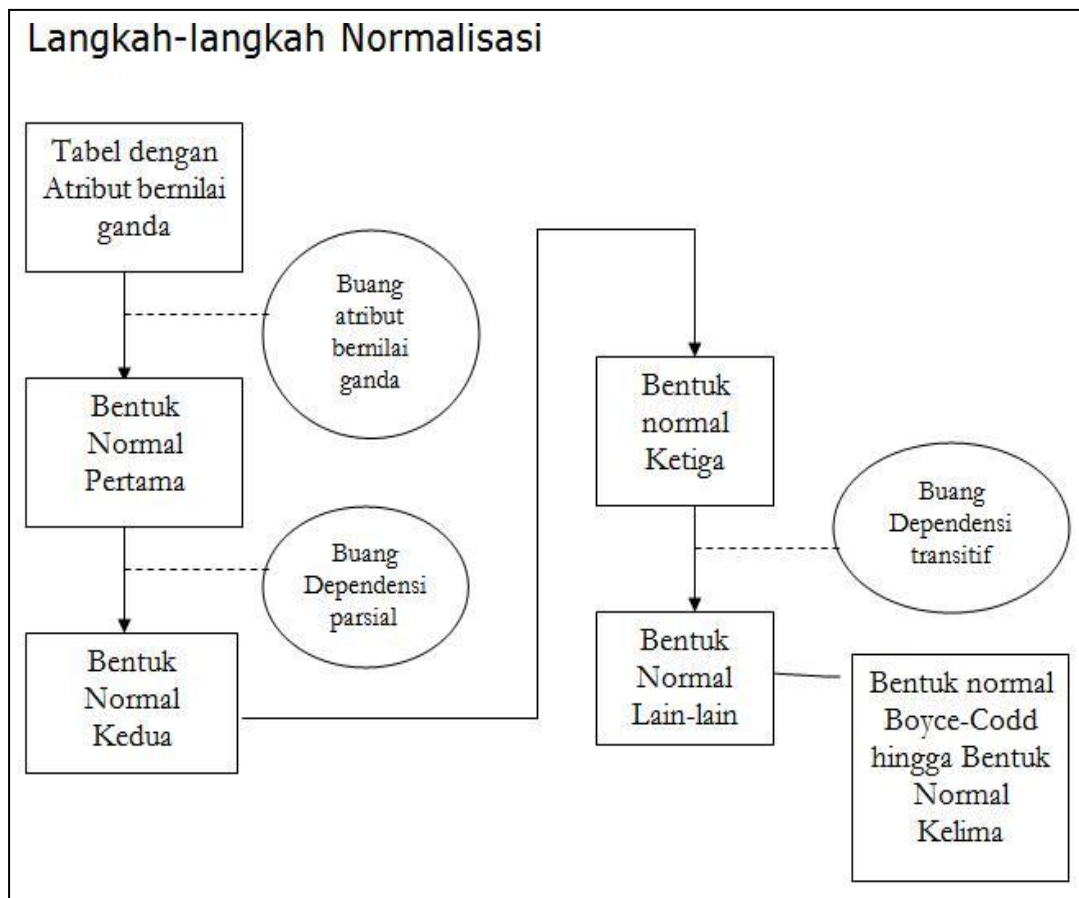 Langkah-langkah Normalisasi
Tabel dengan
Atribut bernilai
ganda
Buang
atribut
bernilai
ganda
Bentuk
Normal
Pertama
Buang
Dependensi
parsial
Bentuk
Normal
Kedua
Bentuk
normal
Ketiga
Buang
Dependensi
transitif
Bentuk
Normal
Lain-lain
Bentuk normal
Boyce-Codd
hingga Bentuk
Normal
Kelima